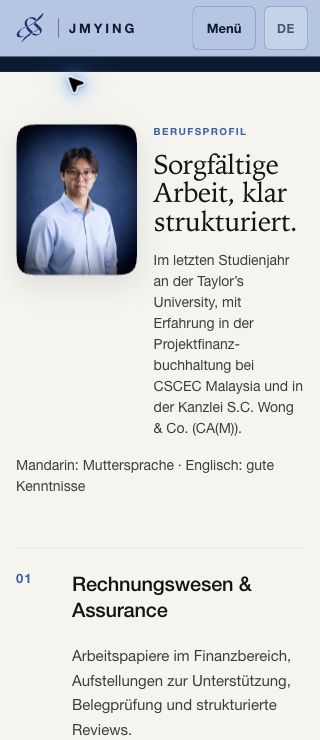 JMYING
Menü
DE
BERUFSPROFIL
Sorgfältige
Arbeit, klar
strukturiert.
Im letzten Studienjahr
an der Taylor’s
University, mit
Erfahrung in der
Projektfinanz-
buchhaltung bei
CSCEC Malaysia und in
der Kanzlei S.C. Wong
& Co. (CA(M)).
Mandarin: Muttersprache · Englisch: gute
Kenntnisse
01
Rechnungswesen &
Assurance
Arbeitspapiere im Finanzbereich,
Aufstellungen zur Unterstützung,
Belegprüfung und strukturierte
Reviews.